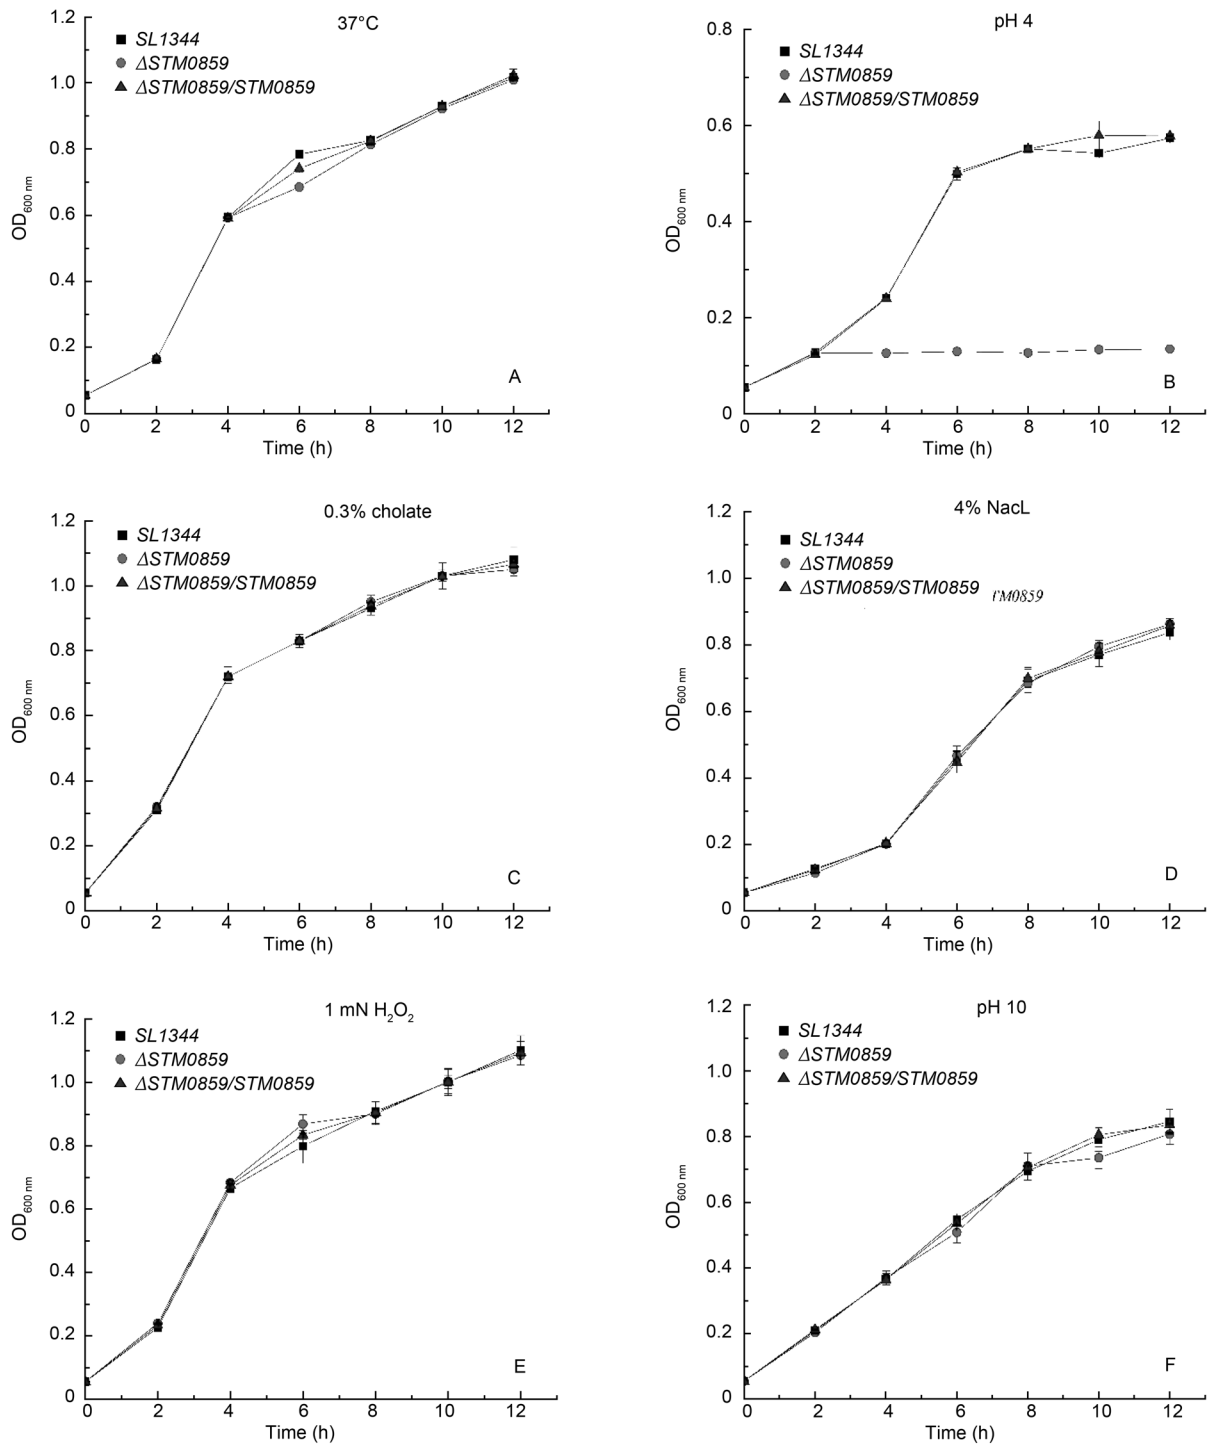 37°C
SL1344
ΔSTM0859
ΔSTM0859/STM0859
1.2
1.0
0.8
0.6
0.4
0.2
0
OD600 nm
A
0 2 4 6 8 10 12
Time (h)
pH 4
SL1344
ΔSTM0859
ΔSTM0859/STM0859
0.8
0.6
0.4
0.2
0
OD600 nm
B
0 2 4 6 8 10 12
Time (h)
0.3% cholate
SL1344
ΔSTM0859
ΔSTM0859/STM0859
1.2
1.0
0.8
0.6
0.4
0.2
0
OD600 nm
C
0 2 4 6 8 10 12
Time (h)
4% NacL
SL1344
ΔSTM0859
ΔSTM0859/STM0859
TM0859
1.2
1.0
0.8
0.6
0.4
0.2
0
OD600 nm
D
0 2 4 6 8 10 12
Time (h)
1 mN H2O2
SL1344
ΔSTM0859
ΔSTM0859/STM0859
1.2
1.0
0.8
0.6
0.4
0.2
0
OD600 nm
E
0 2 4 6 8 10 12
Time (h)
pH 10
SL1344
ΔSTM0859
ΔSTM0859/STM0859
1.2
1.0
0.8
0.6
0.4
0.2
0
OD600 nm
F
0 2 4 6 8 10 12
Time (h)